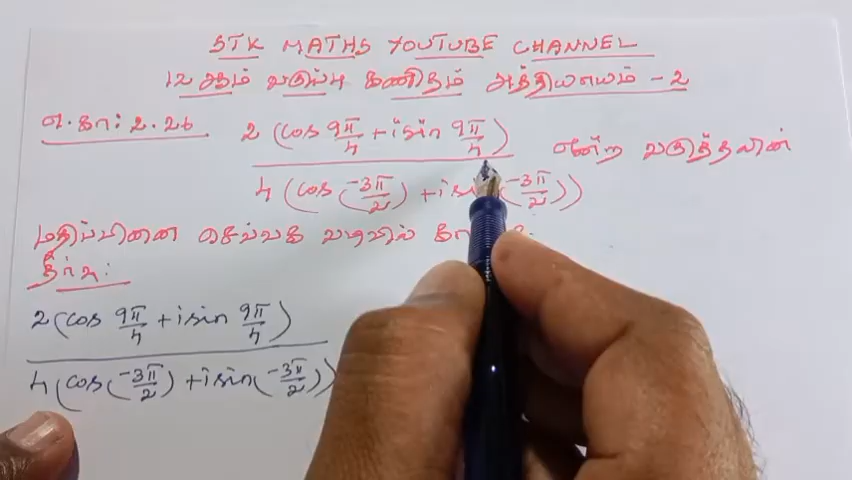 STK MATHS YOUTUBE CHANNEL
12 ஆம் வகுப்பு கணிதம் அத்தியாயம் - 2
எ.கா: 2.26
2 (cos 9π/4 + i sin 9π/4)
4 (cos (-3π/2) + i sin (-3π/2))
என்ற வகுத்தலின்
மதிப்பினை செவ்வக வடிவில்
தீர்வு:
2 (cos 9π/4 + i sin 9π/4)
4 (cos (-3π/2) + i sin (-3π/2))